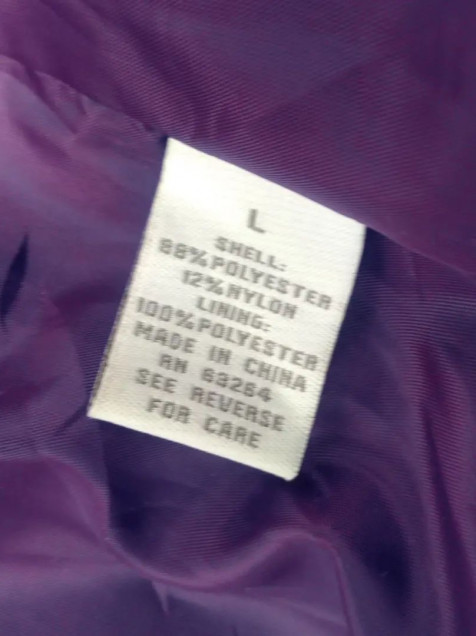 L
SHELL:
88%POLYESTER
12%NYLON
LINING:
100%POLYESTER
MADE IN CHINA
RN 63264
SEE REVERSE
FOR CARE